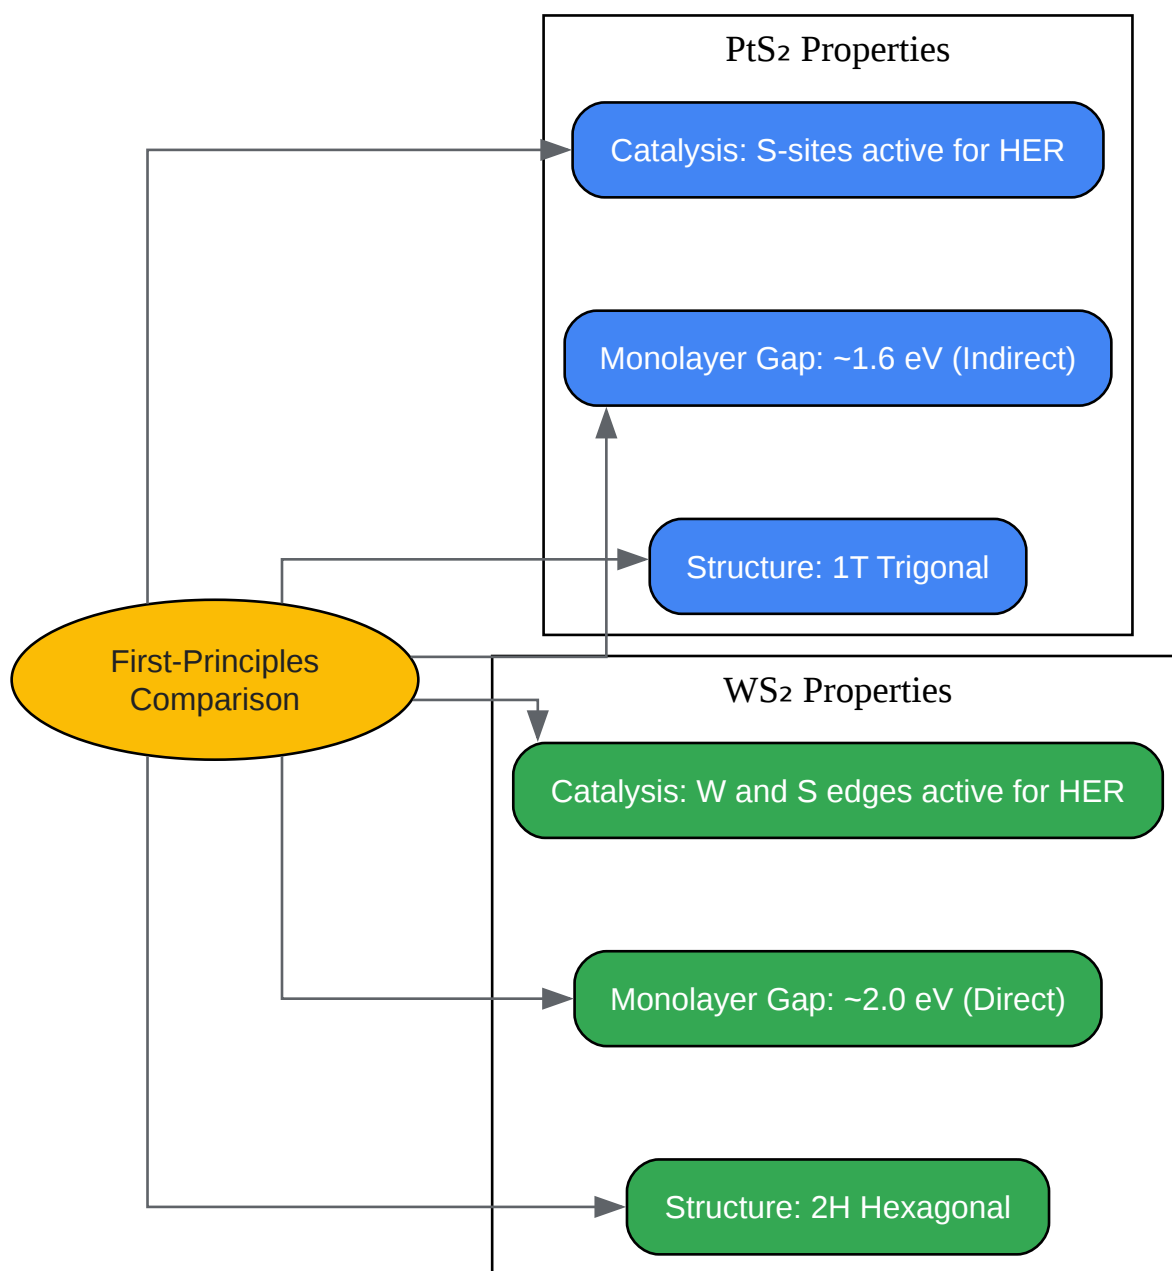 PtS₂ Properties
Catalysis: S-sites active for HER
Monolayer Gap: ~1.6 eV (Indirect)
Structure: 1T Trigonal
First-Principles
Comparison
WS₂ Properties
Catalysis: W and S edges active for HER
Monolayer Gap: ~2.0 eV (Direct)
Structure: 2H Hexagonal